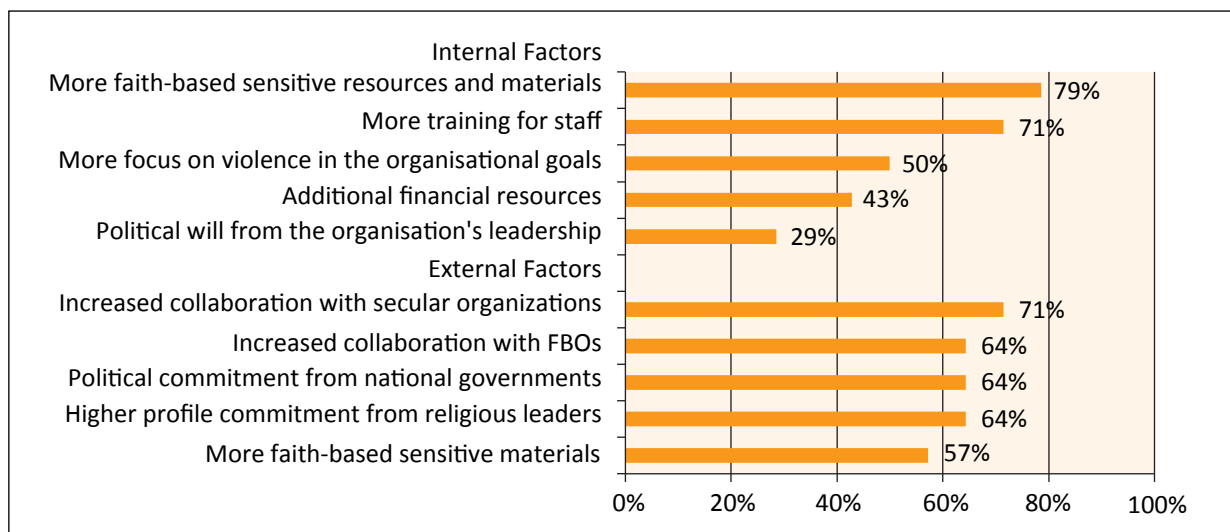 Internal Factors
More faith-based sensitive resources and materials 79%
More training for staff 71%
More focus on violence in the organisational goals 50%
Additional financial resources 43%
Political will from the organisation's leadership 29%
External Factors
Increased collaboration with secular organizations 71%
Increased collaboration with FBOs 64%
Political commitment from national governments 64%
Higher profile commitment from religious leaders 64%
More faith-based sensitive materials 57%
0% 20% 40% 60% 80% 100%